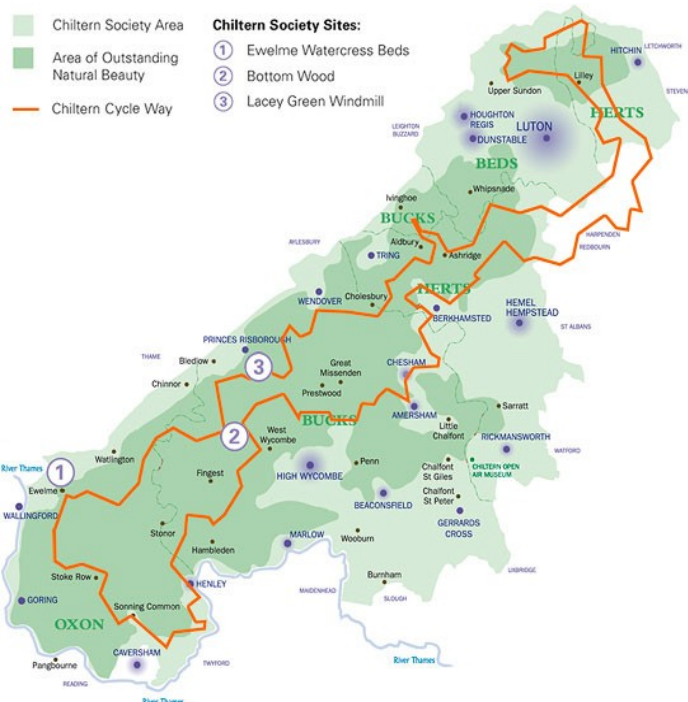 Chiltern Society Area
Area of Outstanding
Natural Beauty
Chiltern Cycle Way
Chiltern Society Sites:
1 Ewelme Watercress Beds
2 Bottom Wood
3 Lacey Green Windmill
HITCHIN
LETCHWORTH
Lilley
Upper Sundon
STEVEN
HERTS
HOUGHTON
REGIS
LUTON
LEIGHTON
BUZZARD
DUNSTABLE
BEDS
Whipsnade
Ivinghoe
BUCKS
HARPENDEN
REDBOURN
AYLESBURY
Aldbury
TRING
Ashridge
HERTS
WENDOVER
Cholesbury
BERKHAMSTED
HEMEL
HEMPSTEAD
ST ALBANS
PRINCES RISBOROUGH
THAME
Bledlow
3
Chinnor
Great
Missenden
Prestwood
CHESHAM
AMERSHAM
Sarratt
BUCKS
Little
Chalfont
RICKMANSWORTH
WATFORD
2
West
Wycombe
Watlington
Penn
Chalfont
St Giles
CHILTERN OPEN
AIR MUSEUM
River Thames
1
Fingest
HIGH WYCOMBE
Ewelme
WALLINGFORD
BEACONSFIELD
Chalfont
St Peter
GERRARDS
CROSS
Stonor
MARLOW
Wooburn
Hambleden
UXBRIDGE
Stoke Row
HENLEY
Burnham
MAIDENHEAD
SLOUGH
GORING
Sonning Common
OXON
CAVERSHAM
Pangbourne
TWYFORD
River Thames
READING
River Thames